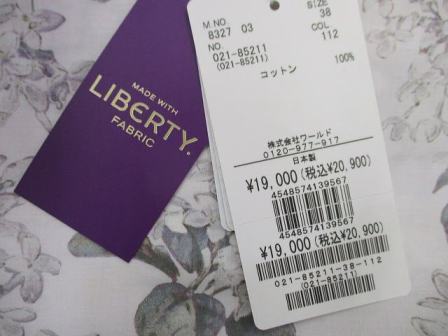 MADE WITH
LIBERTY
FABRIC
M.NO. SIZE
8327 03 38
NO. COL
021-85211 112
(021-85211)
コットン 100%
株式会社ワールド
0120-977-917
日本製
¥19,000(税込¥20,900)
4548574139567
4548574139567
¥19,000(税込¥20,900)
021-85211-38-112
(021-85211)